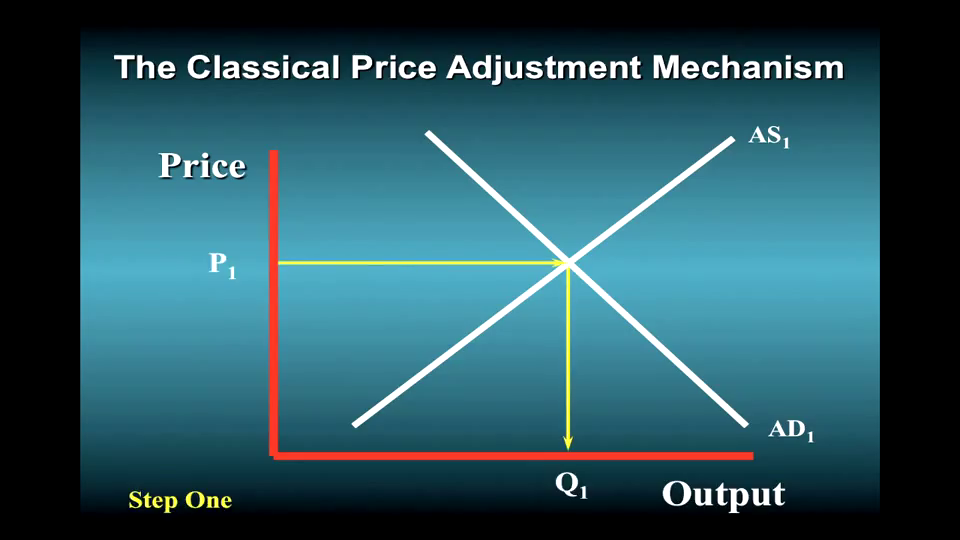 The Classical Price Adjustment Mechanism
AS₁
Price
P₁
AD₁
Q₁
Output
Step One